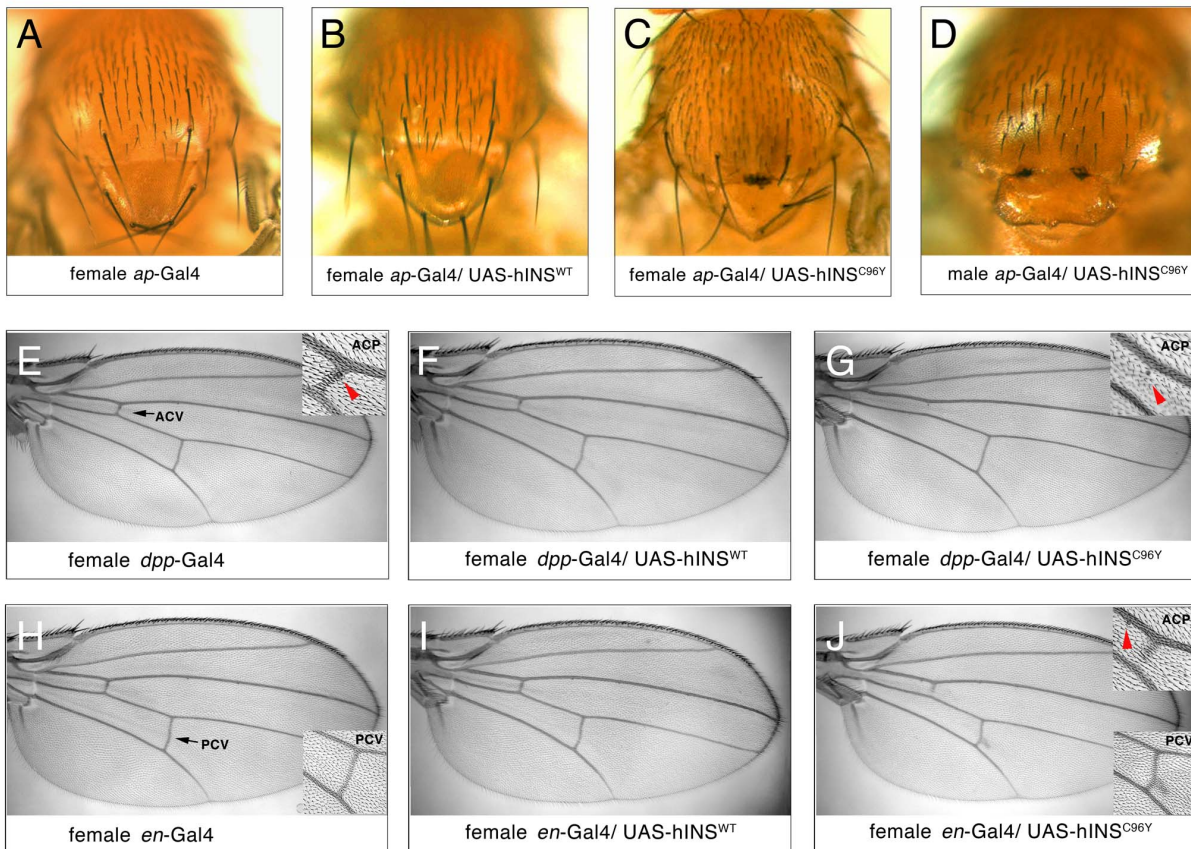 A
B
C
D
female ap-Gal4
female ap-Gal4/ UAS-hINSWT
female ap-Gal4/ UAS-hINSC96Y
male ap-Gal4/ UAS-hINSC96Y
E
ACP
ACV
F
G
ACP
female dpp-Gal4
female dpp-Gal4/ UAS-hINSWT
female dpp-Gal4/ UAS-hINSC96Y
H
PCV
PCV
I
J
ACP
PCV
female en-Gal4
female en-Gal4/ UAS-hINSWT
female en-Gal4/ UAS-hINSC96Y